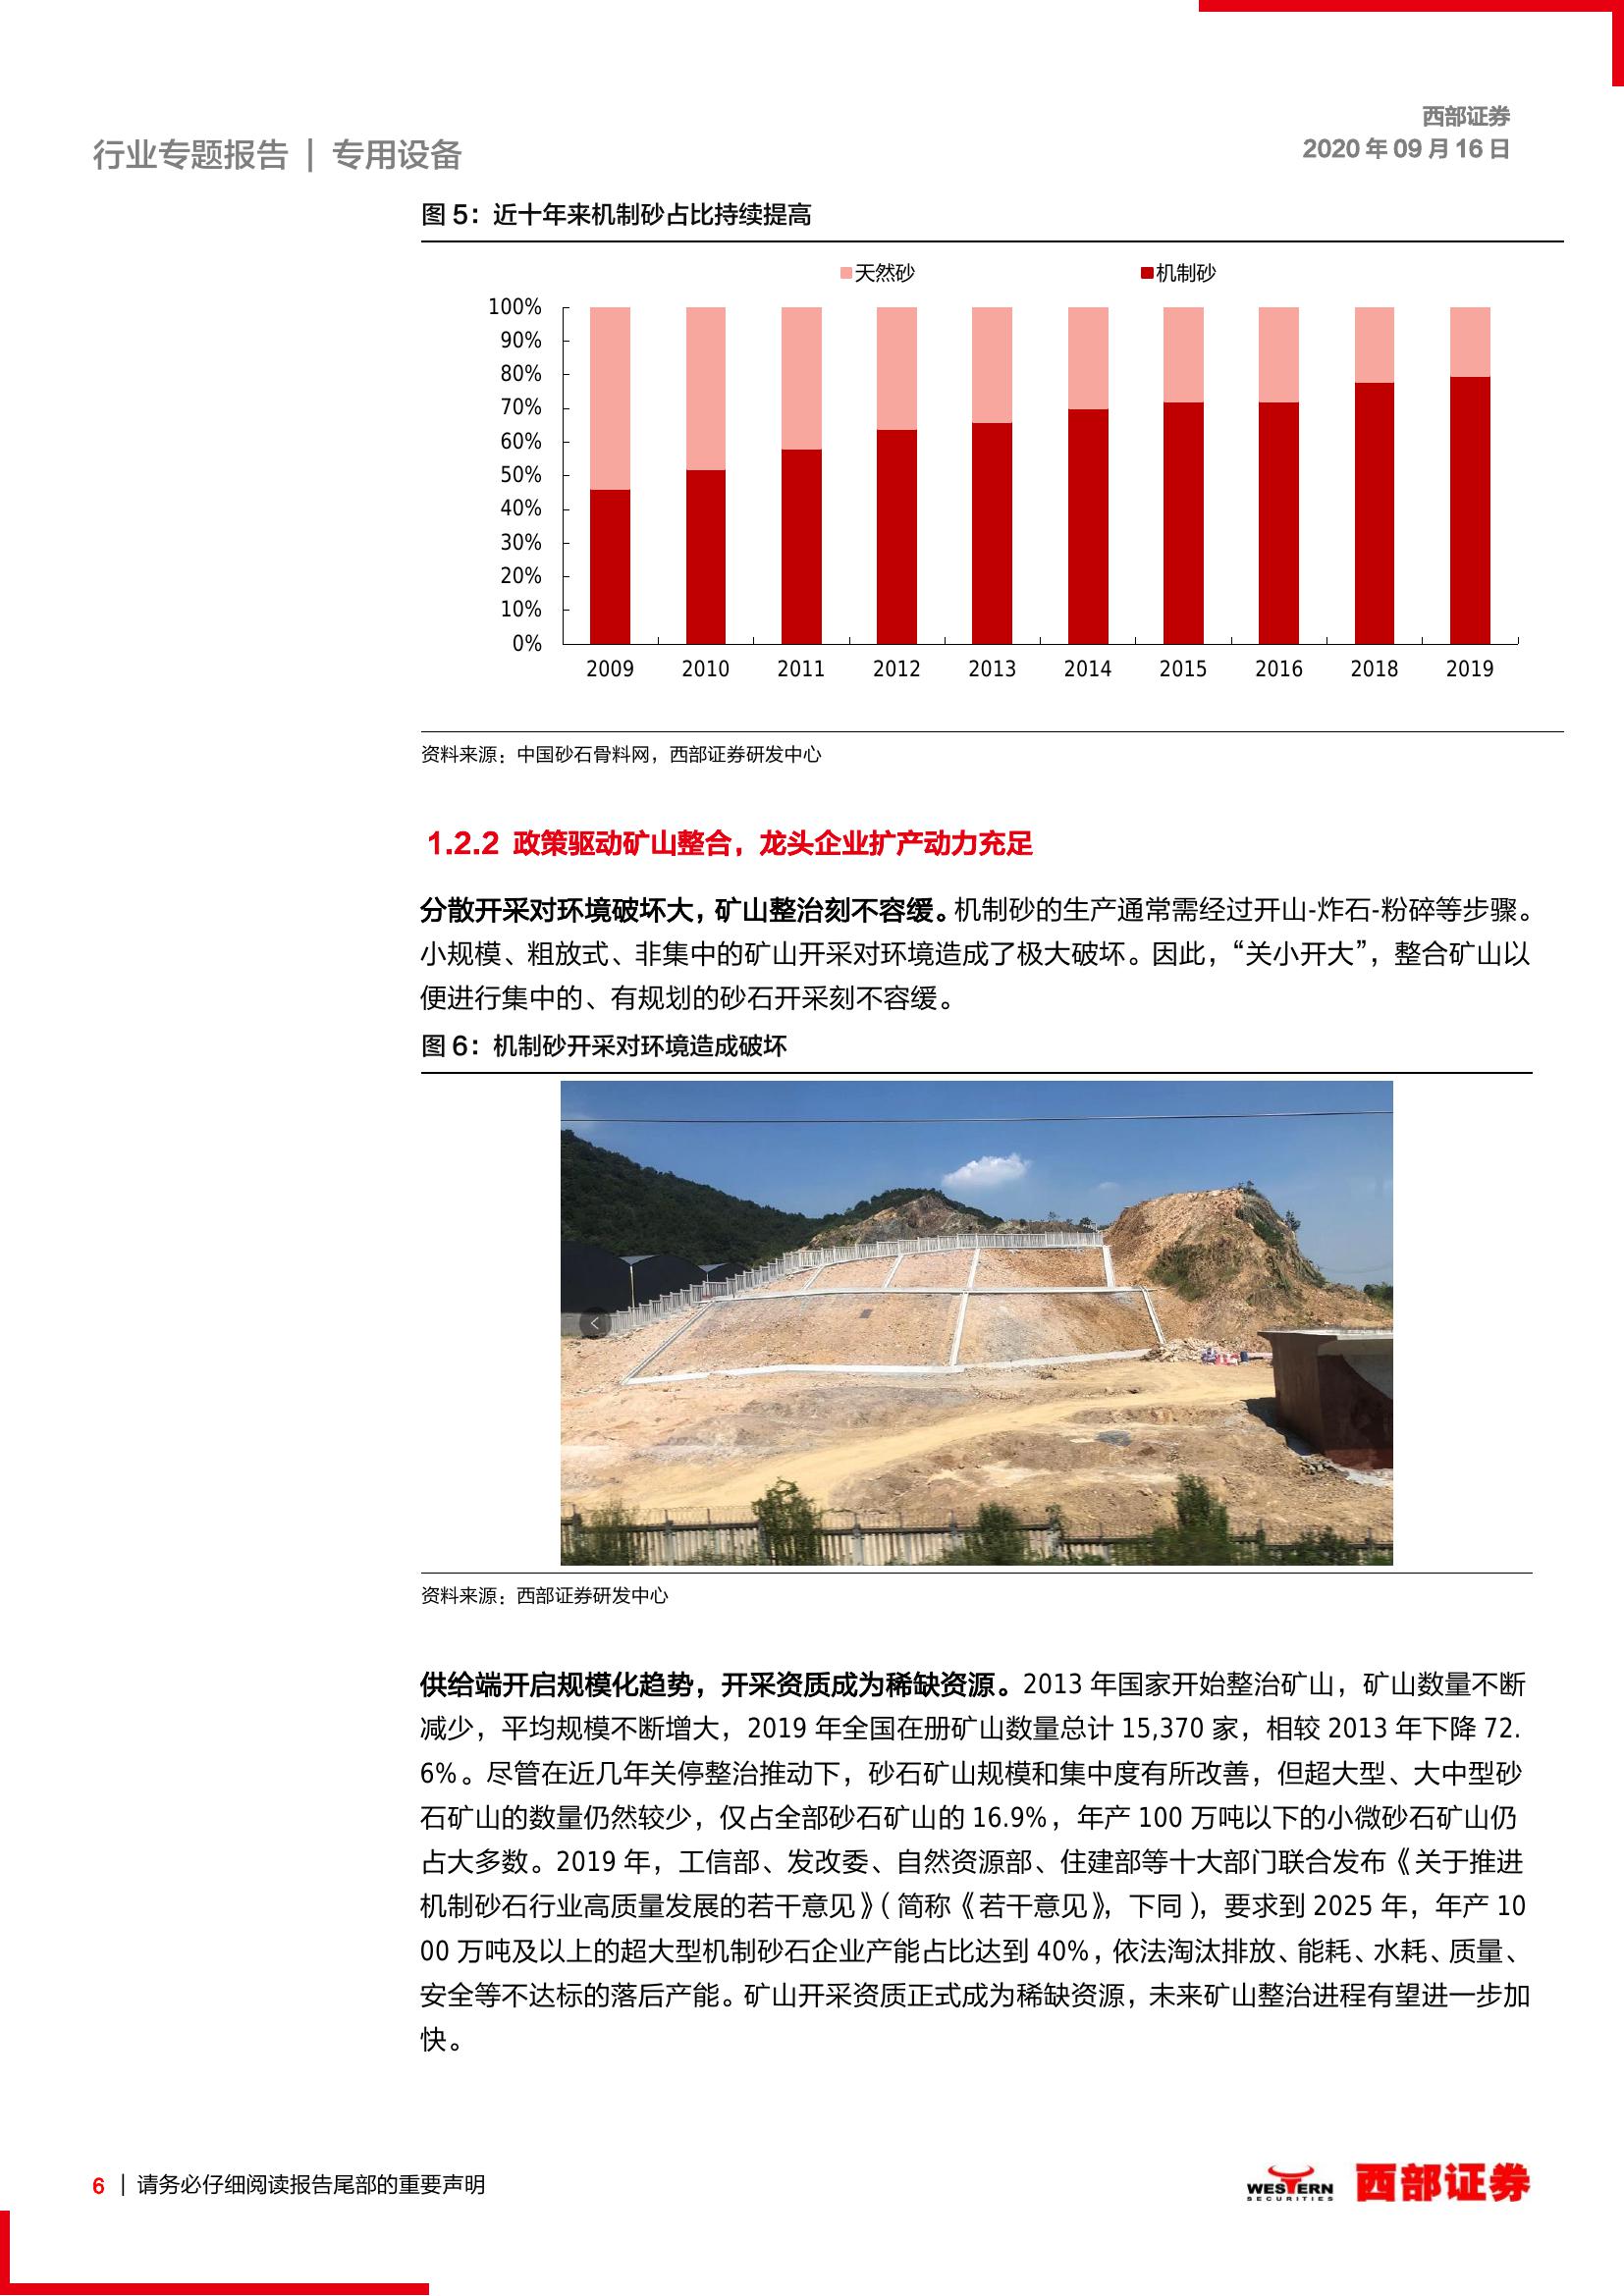 西部证券
行业专题报告 | 专用设备
2020 年 09 月 16 日
图 5：近十年来机制砂占比持续提高
天然砂 机制砂
100%
90%
80%
70%
60%
50%
40%
30%
20%
10%
0%
2009 2010 2011 2012 2013 2014 2015 2016 2018 2019
资料来源：中国砂石骨料网，西部证券研发中心
1.2.2 政策驱动矿山整合，龙头企业扩产动力充足
分散开采对环境破坏大，矿山整治刻不容缓。机制砂的生产通常需经过开山-炸石-粉碎等步骤。
小规模、粗放式、非集中的矿山开采对环境造成了极大破坏。因此，“关小开大”，整合矿山以
便进行集中的、有规划的砂石开采刻不容缓。
图 6：机制砂开采对环境造成破坏
资料来源：西部证券研发中心
供给端开启规模化趋势，开采资质成为稀缺资源。2013 年国家开始整治矿山，矿山数量不断
减少，平均规模不断增大，2019 年全国在册矿山数量总计 15,370 家，相较 2013 年下降 72.
6%。尽管在近几年关停整治推动下，砂石矿山规模和集中度有所改善，但超大型、大中型砂
石矿山的数量仍然较少，仅占全部砂石矿山的 16.9%，年产 100 万吨以下的小微砂石矿山仍
占大多数。2019 年，工信部、发改委、自然资源部、住建部等十大部门联合发布《关于推进
机制砂石行业高质量发展的若干意见》（简称《若干意见》，下同），要求到 2025 年，年产 10
00 万吨及以上的超大型机制砂石企业产能占比达到 40%，依法淘汰排放、能耗、水耗、质量、
安全等不达标的落后产能。矿山开采资质正式成为稀缺资源，未来矿山整治进程有望进一步加
快。
6 | 请务必仔细阅读报告尾部的重要声明
WESTERN
SECURITIES
西部证券